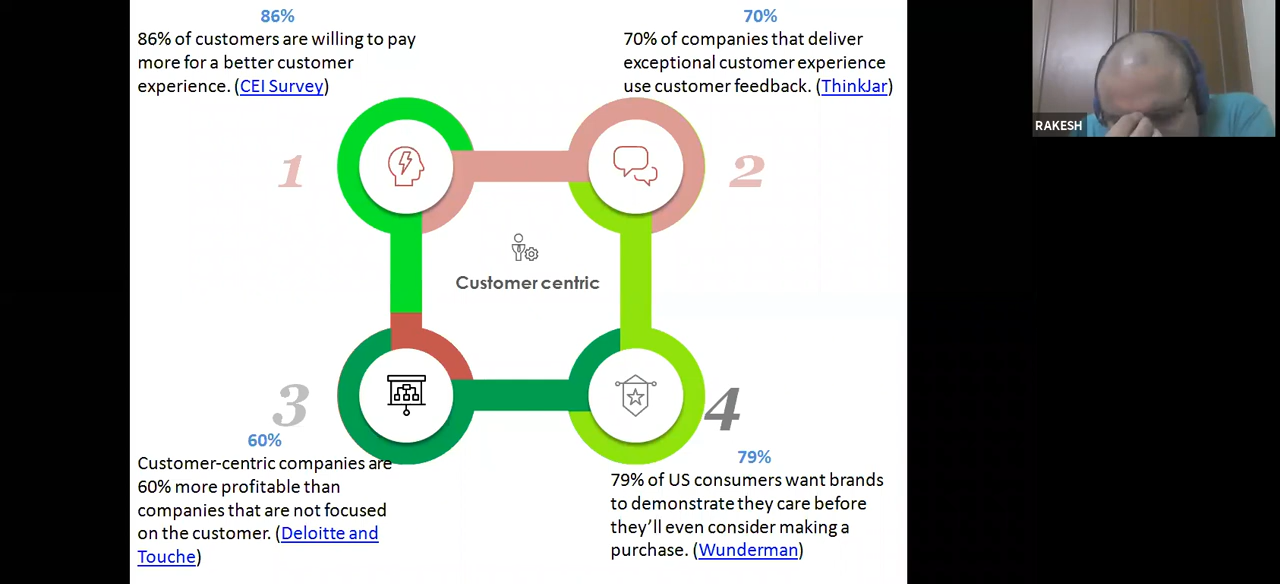 86%
86% of customers are willing to pay
more for a better customer
experience. (CEI Survey)
70%
70% of companies that deliver
exceptional customer experience
use customer feedback. (ThinkJar)
RAKESH
1
2
Customer centric
3
4
60%
Customer-centric companies are
60% more profitable than
companies that are not focused
on the customer. (Deloitte and
Touche)
79%
79% of US consumers want brands
to demonstrate they care before
they’ll even consider making a
purchase. (Wunderman)